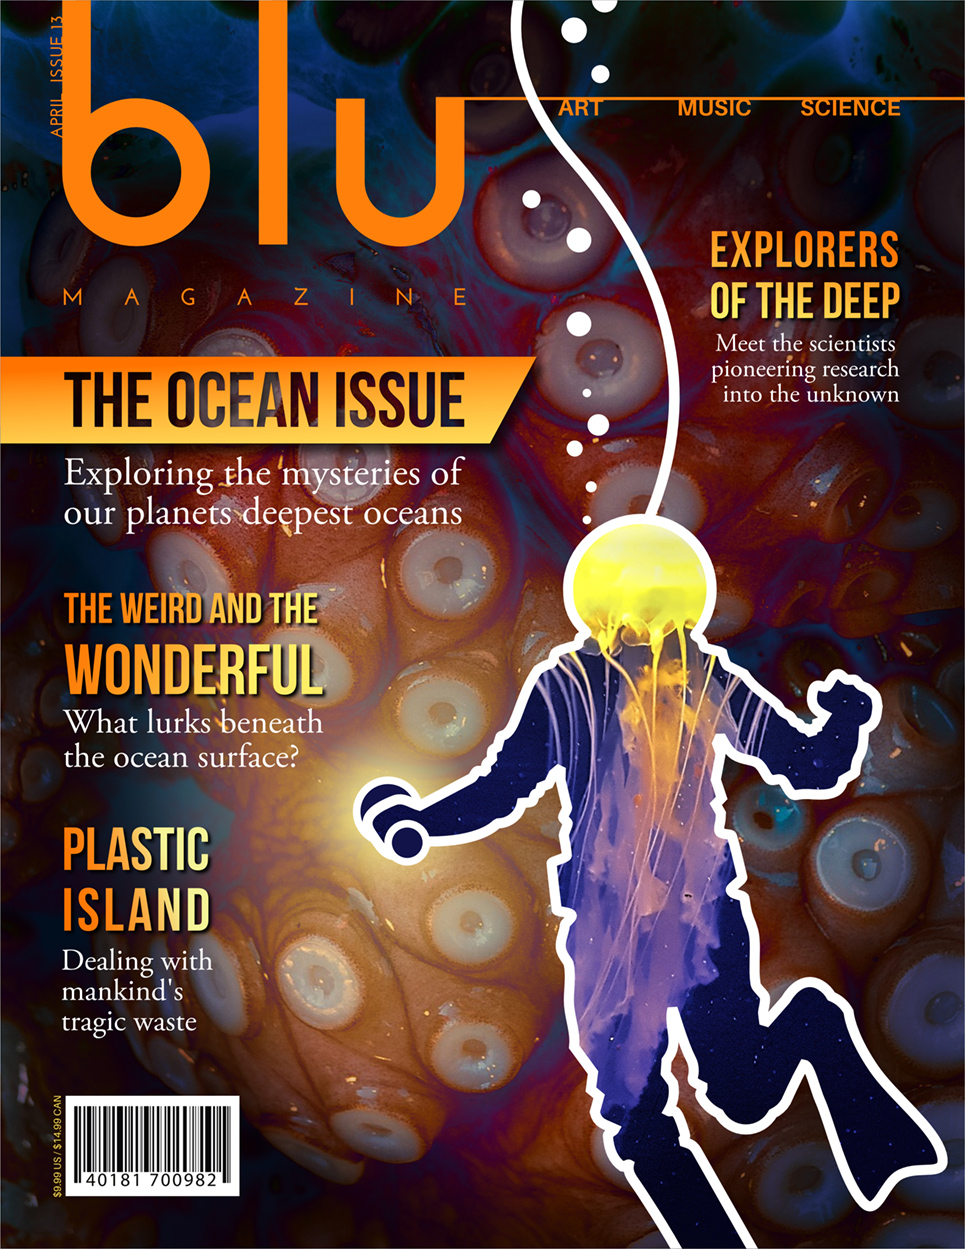 APRIL ISSUE 13
blu
MAGAZINE
ART MUSIC SCIENCE
EXPLORERS
OF THE DEEP
Meet the scientists
pioneering research
into the unknown
THE OCEAN ISSUE
Exploring the mysteries of
our planets deepest oceans
THE WEIRD AND THE
WONDERFUL
What lurks beneath
the ocean surface?
PLASTIC
ISLAND
Dealing with
mankind's
tragic waste
$9.99 US / $14.99 CAN
40181 700982